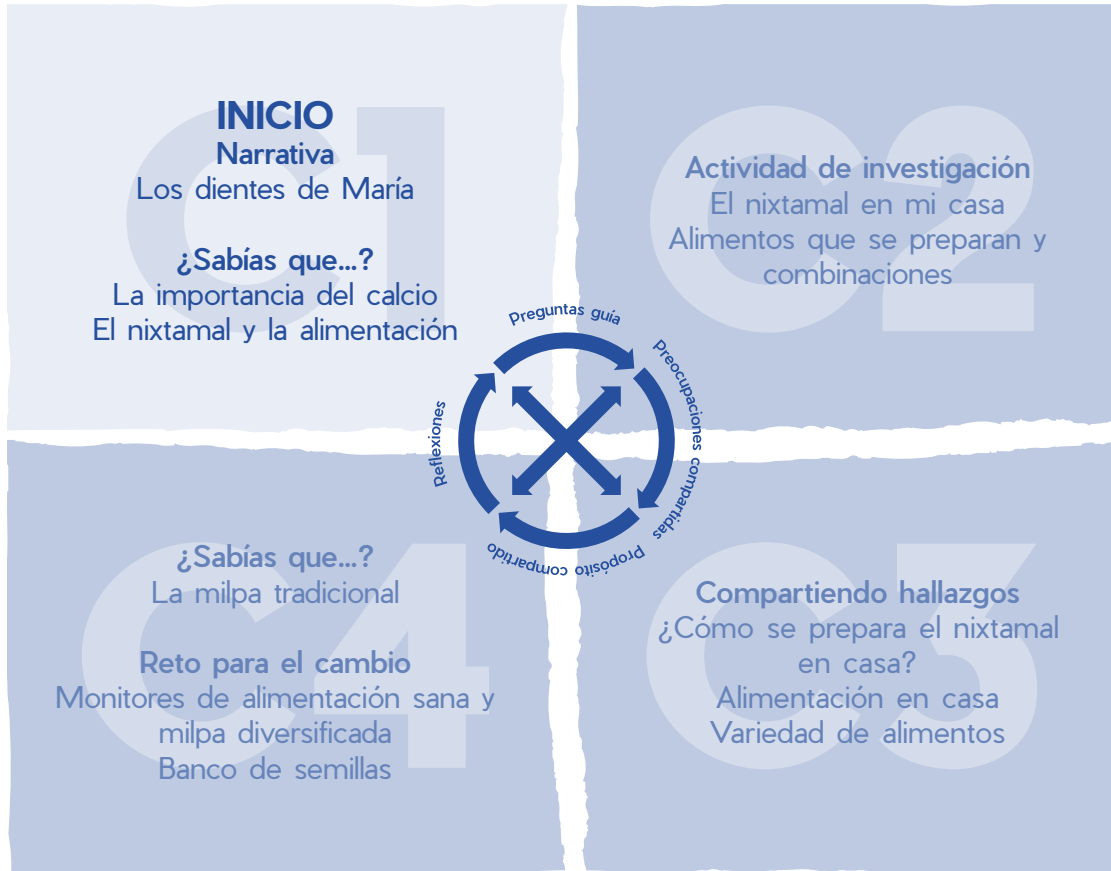 C1
INICIO
Narrativa
Los dientes de María
¿Sabías que...?
La importancia del calcio
El nixtamal y la alimentación
C2
Actividad de investigación
El nixtamal en mi casa
Alimentos que se preparan y
combinaciones
Preguntas guía
Preocupaciones compartidas
Propósito compartido
Reflexiones
C4
¿Sabías que...?
La milpa tradicional
Reto para el cambio
Monitores de alimentación sana y
milpa diversificada
Banco de semillas
C3
Compartiendo hallazgos
¿Cómo se prepara el nixtamal
en casa?
Alimentación en casa
Variedad de alimentos